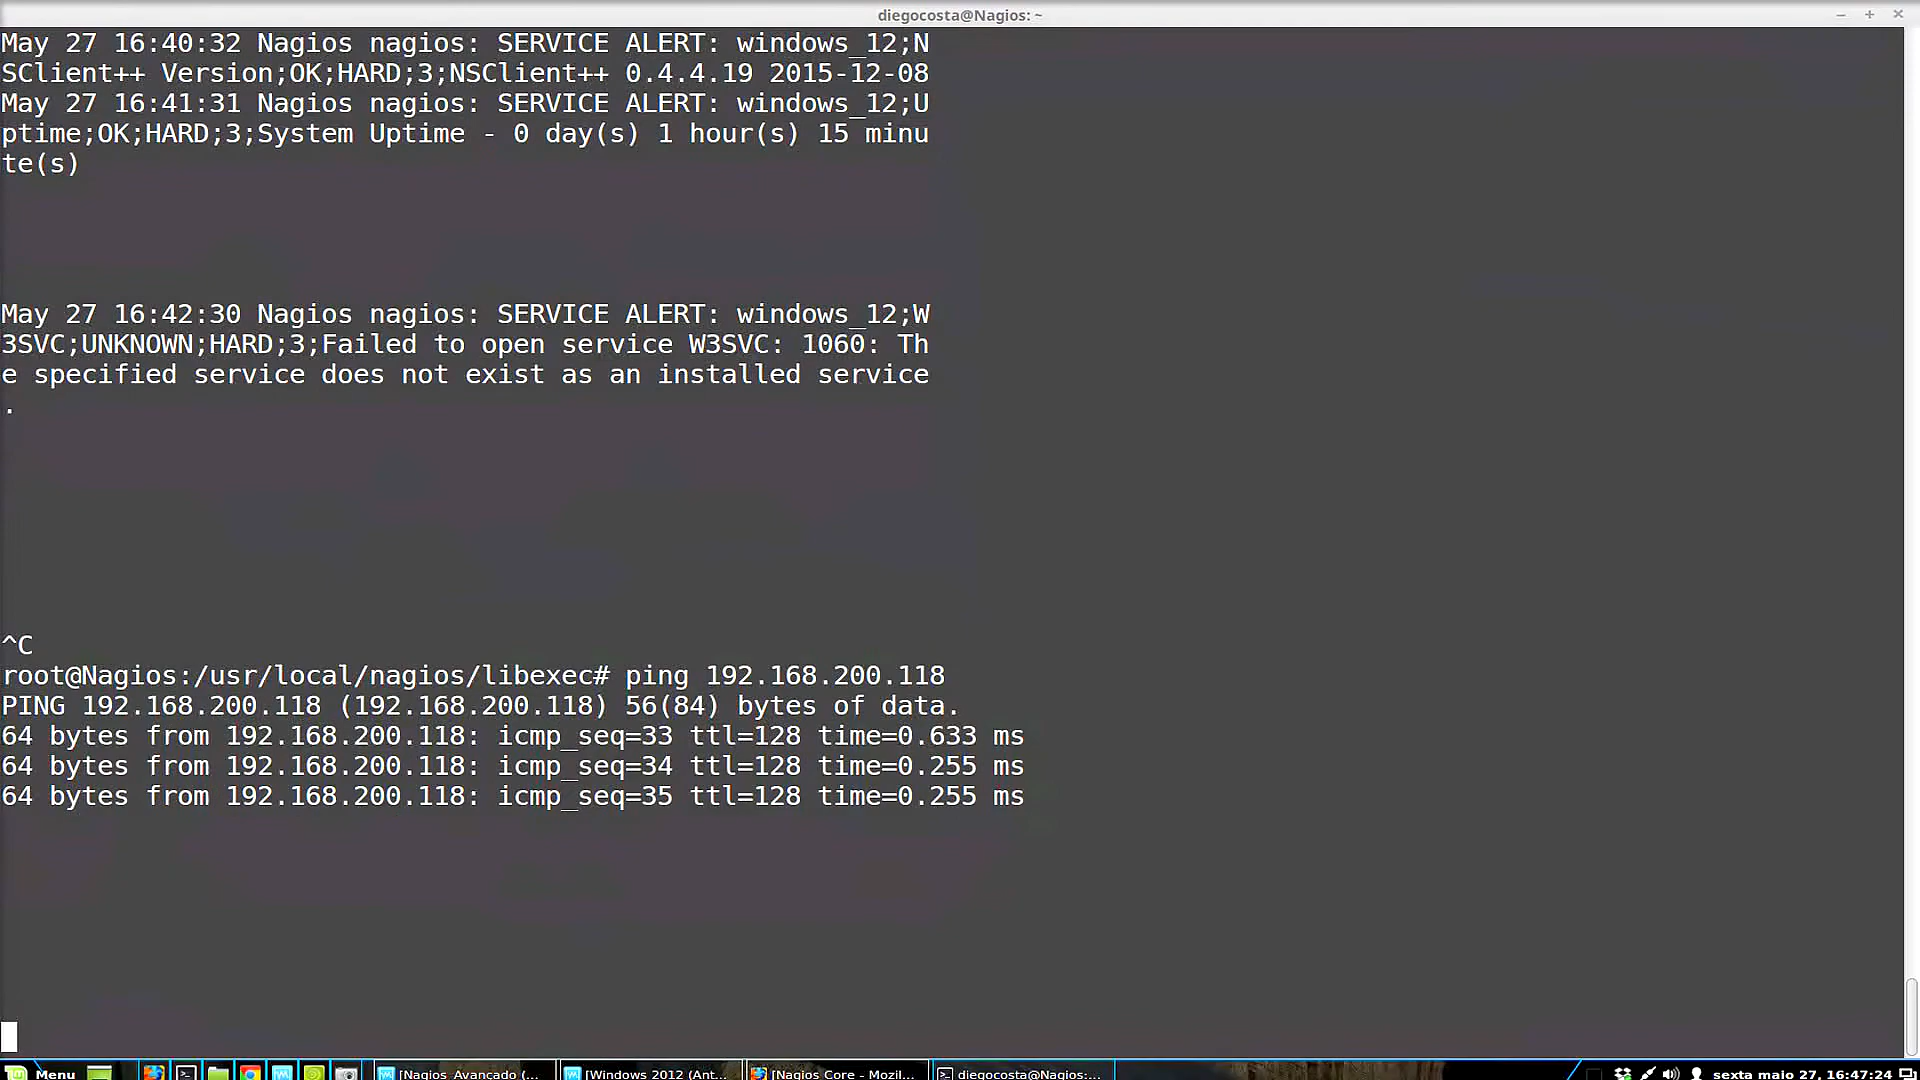 diegocosta@Nagios: ~
May 27 16:40:32 Nagios nagios: SERVICE ALERT: windows_12;N
SClient++ Version;OK;HARD;3;NSClient++ 0.4.4.19 2015-12-08
May 27 16:41:31 Nagios nagios: SERVICE ALERT: windows_12;U
ptime;OK;HARD;3;System Uptime - 0 day(s) 1 hour(s) 15 minu
te(s)
May 27 16:42:30 Nagios nagios: SERVICE ALERT: windows_12;W
3SVC;UNKNOWN;HARD;3;Failed to open service W3SVC: 1060: Th
e specified service does not exist as an installed service
.
^C
root@Nagios:/usr/local/nagios/libexec# ping 192.168.200.118
PING 192.168.200.118 (192.168.200.118) 56(84) bytes of data.
64 bytes from 192.168.200.118: icmp_seq=33 ttl=128 time=0.633 ms
64 bytes from 192.168.200.118: icmp_seq=34 ttl=128 time=0.255 ms
64 bytes from 192.168.200.118: icmp_seq=35 ttl=128 time=0.255 ms
Menu [Nagios Avançado (... [Windows 2012 (Ant... [Nagios Core - Mozil... diegocosta@Nagios:... sexta maio 27, 16:47:24